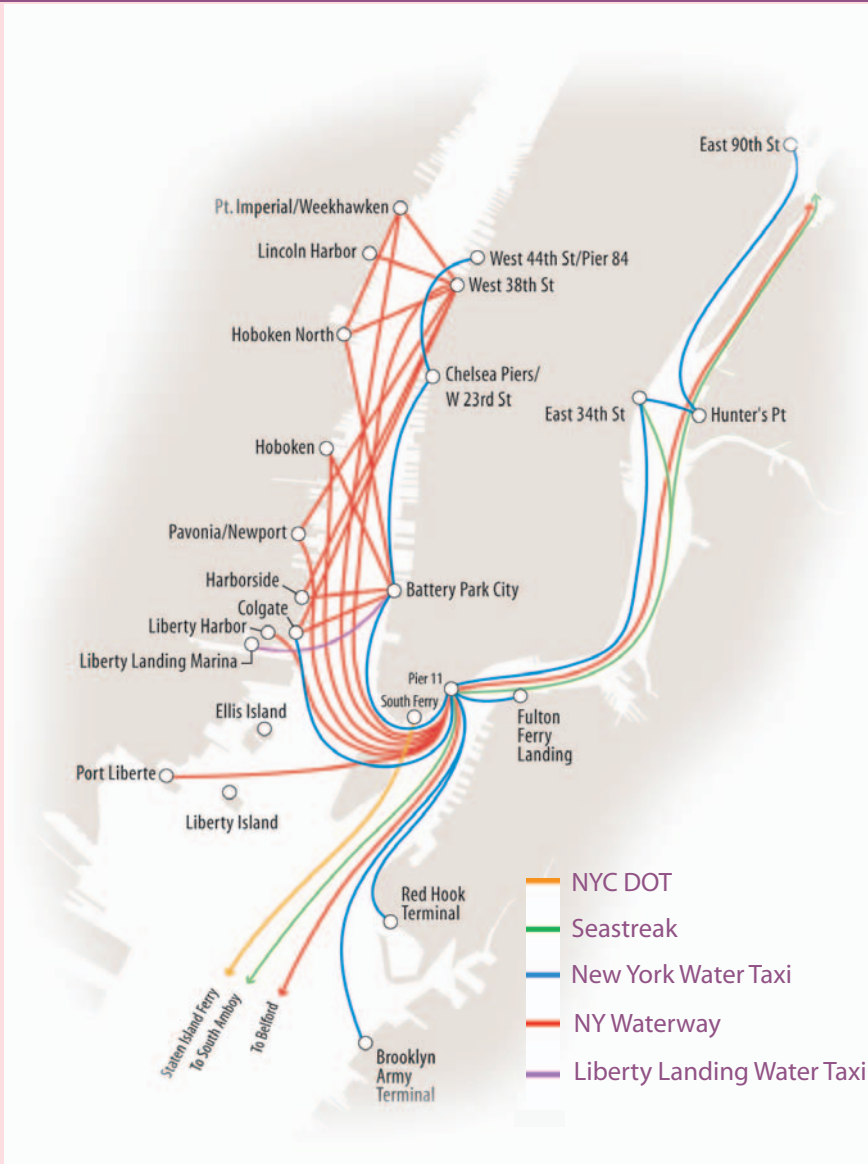 East 90th St
Pt. Imperial/Weekhawken
Lincoln Harbor
West 44th St/Pier 84
West 38th St
Hoboken North
Chelsea Piers/
W 23rd St
East 34th St
Hunter's Pt
Hoboken
Pavonia/Newport
Harborside
Battery Park City
Colgate
Liberty Harbor
Liberty Landing Marina
Pier 11
South Ferry
Ellis Island
Fulton
Ferry
Landing
Port Liberte
Liberty Island
Red Hook
Terminal
Staten Island Ferry
To South Amboy
To Belford
Brooklyn
Army
Terminal
NYC DOT
Seastreak
New York Water Taxi
NY Waterway
Liberty Landing Water Taxi